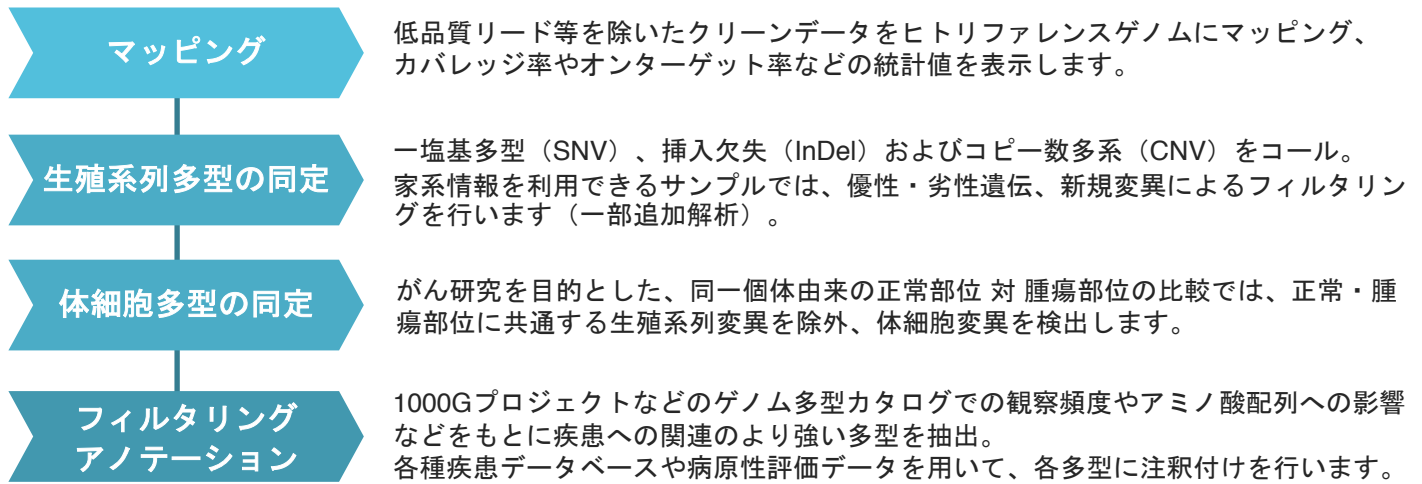 マッピング
低品質リード等を除いたクリーンデータをヒトリファレンスゲノムにマッピング、
カバレッジ率やオンターゲット率などの統計値を表示します。
生殖系列多型の同定
一塩基多型（SNV）、挿入欠失（InDel）およびコピー数多系（CNV）をコール。
家系情報を利用できるサンプルでは、優性・劣性遺伝、新規変異によるフィルタリン
グを行います（一部追加解析）。
体細胞多型の同定
がん研究を目的とした、同一個体由来の正常部位 対 腫瘍部位の比較では、正常・腫
瘍部位に共通する生殖系列変異を除外、体細胞変異を検出します。
フィルタリング
アノテーション
1000Gプロジェクトなどのゲノム多型カタログでの観察頻度やアミノ酸配列への影響
などをもとに疾患への関連のより強い多型を抽出。
各種疾患データベースや病原性評価データを用いて、各多型に注釈付けを行います。